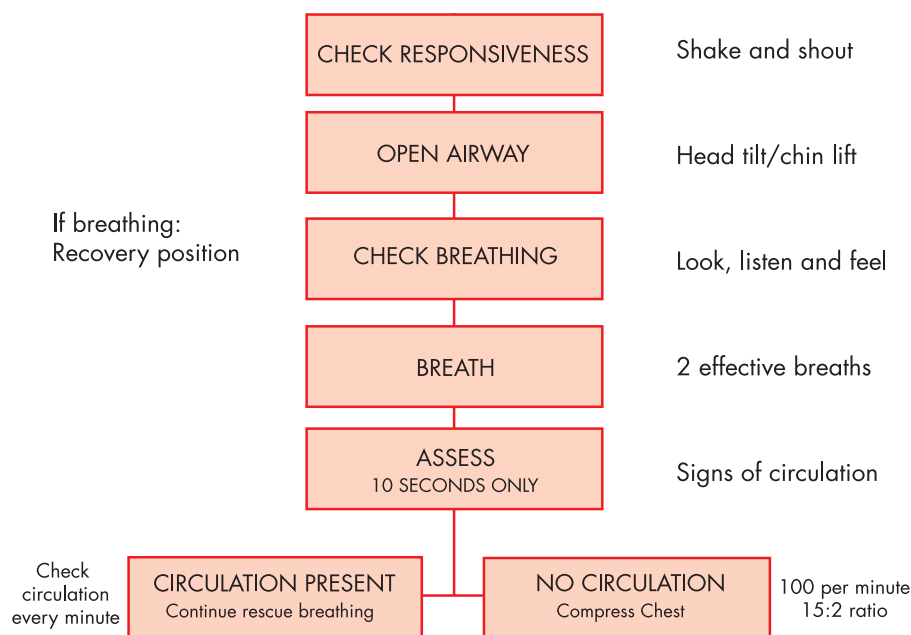 CHECK RESPONSIVENESS
Shake and shout
OPEN AIRWAY
Head tilt/chin lift
If breathing:
Recovery position
CHECK BREATHING
Look, listen and feel
BREATH
2 effective breaths
ASSESS
10 SECONDS ONLY
Signs of circulation
Check
circulation
every minute
CIRCULATION PRESENT
Continue rescue breathing
NO CIRCULATION
Compress Chest
100 per minute
15:2 ratio